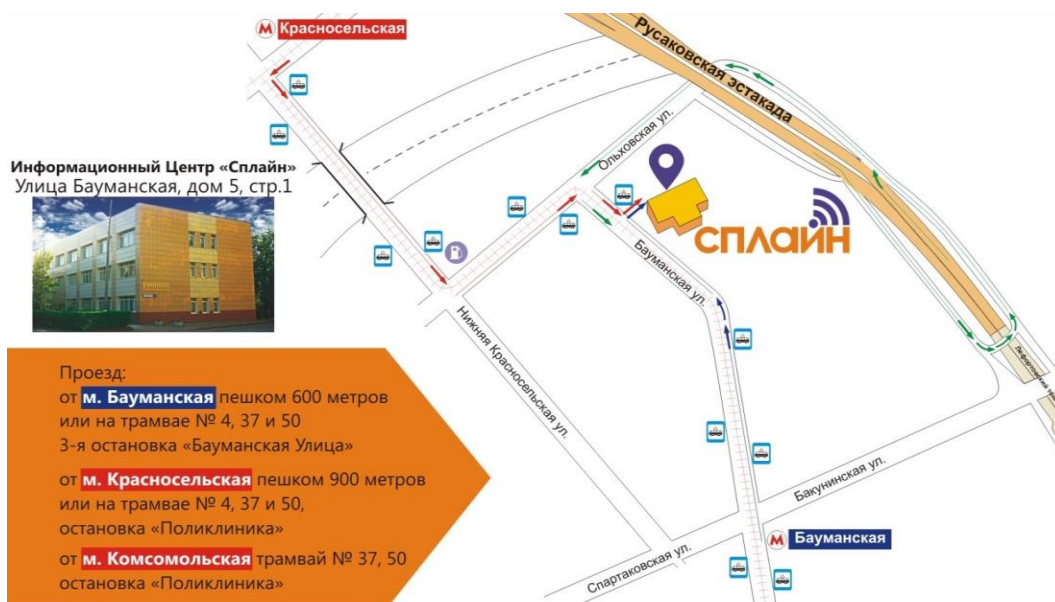 М Красносельская
Русаковская эстакада
Ольховская ул.
Информационный Центр «Сплайн»
Улица Бауманская, дом 5, стр.1
сплайн
Бауманская ул.
Нижняя Красносельская ул.
Проезд:
от м. Бауманская пешком 600 метров
или на трамвае № 4, 37 и 50
3-я остановка «Бауманская Улица»
от м. Красносельская пешком 900 метров
или на трамвае № 4, 37 и 50,
остановка «Поликлиника»
от м. Комсомольская трамвай № 37, 50
остановка «Поликлиника»
Лефортовский
Бакунинская ул.
М Бауманская
Спартаковская ул.